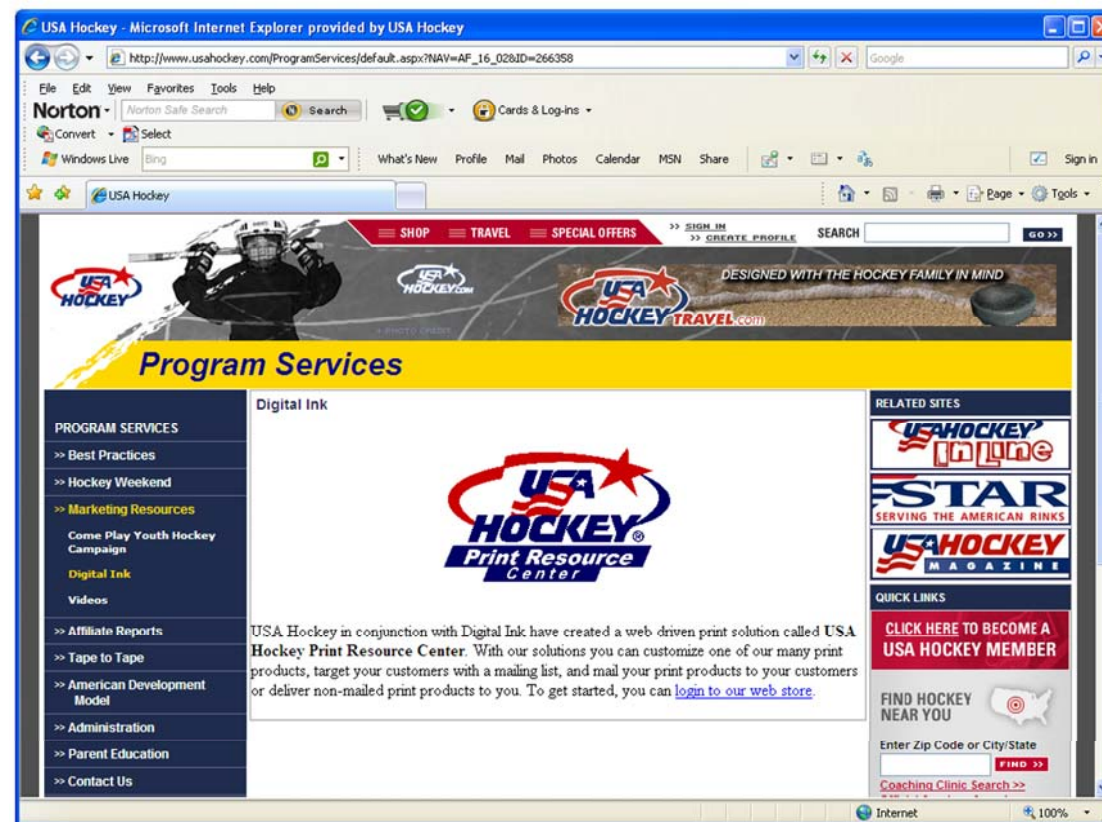 USA Hockey - Microsoft Internet Explorer provided by USA Hockey
http://www.usahockey.com/ProgramServices/default.aspx?NAV=AF_16_02&ID=266358
Google
File Edit View Favorites Tools Help
Norton Norton Safe Search Search Cards & Log-ins
Convert Select
Windows Live Bing What's New Profile Mail Photos Calendar MSN Share Sign in
USA Hockey Page Tools
SHOP TRAVEL SPECIAL OFFERS >> SIGN IN
>> CREATE PROFILE SEARCH GO >>
USA HOCKEY
USA HOCKEY.COM
DESIGNED WITH THE HOCKEY FAMILY IN MIND
USA HOCKEY TRAVEL.com
> PHOTO CREDIT
Program Services
PROGRAM SERVICES
>> Best Practices
>> Hockey Weekend
>> Marketing Resources
Come Play Youth Hockey
Campaign
Digital Ink
Videos
>> Affiliate Reports
>> Tape to Tape
>> American Development
Model
>> Administration
>> Parent Education
>> Contact Us
Digital Ink
USA
HOCKEY®
Print Resource
Center
USA Hockey in conjunction with Digital Ink have created a web driven print solution called USA
Hockey Print Resource Center. With our solutions you can customize one of our many print
products, target your customers with a mailing list, and mail your print products to your customers
or deliver non-mailed print products to you. To get started, you can login to our web store.
RELATED SITES
USAHOCKEY
INLINE
STAR
SERVING THE AMERICAN RINKS
USAHOCKEY
MAGAZINE
QUICK LINKS
CLICK HERE TO BECOME A
USA HOCKEY MEMBER
FIND HOCKEY
NEAR YOU
Enter Zip Code or City/State
FIND >>
Coaching Clinic Search >>
Internet 100%